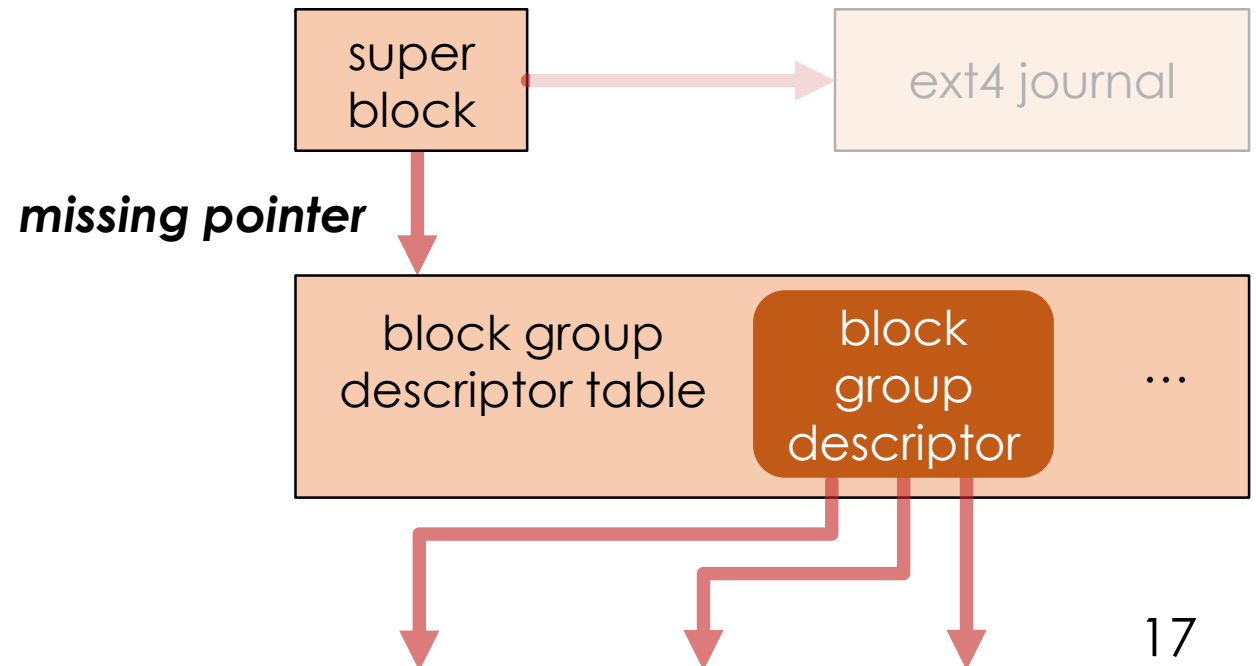 super
block
ext4 journal
missing pointer
block group
descriptor table
block
group
descriptor
...
17